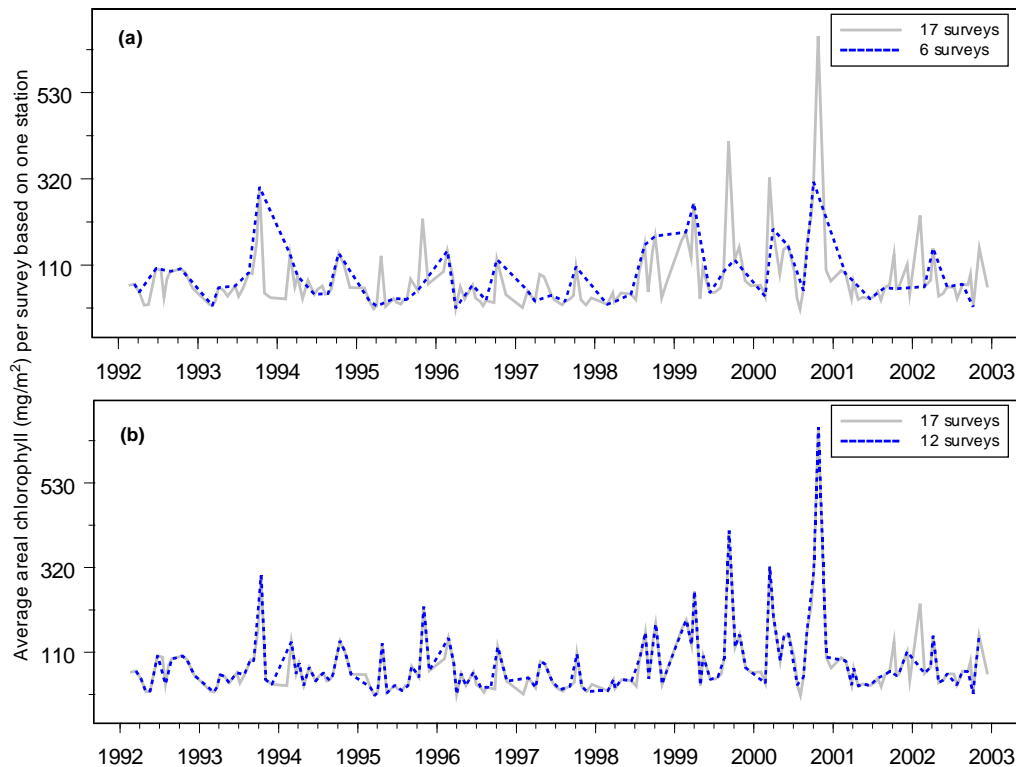 Average areal chlorophyll (mg/m²) per survey based on one station
(a)
17 surveys
6 surveys
530
320
110
1992 1993 1994 1995 1996 1997 1998 1999 2000 2001 2002 2003
(b)
17 surveys
12 surveys
530
320
110
1992 1993 1994 1995 1996 1997 1998 1999 2000 2001 2002 2003